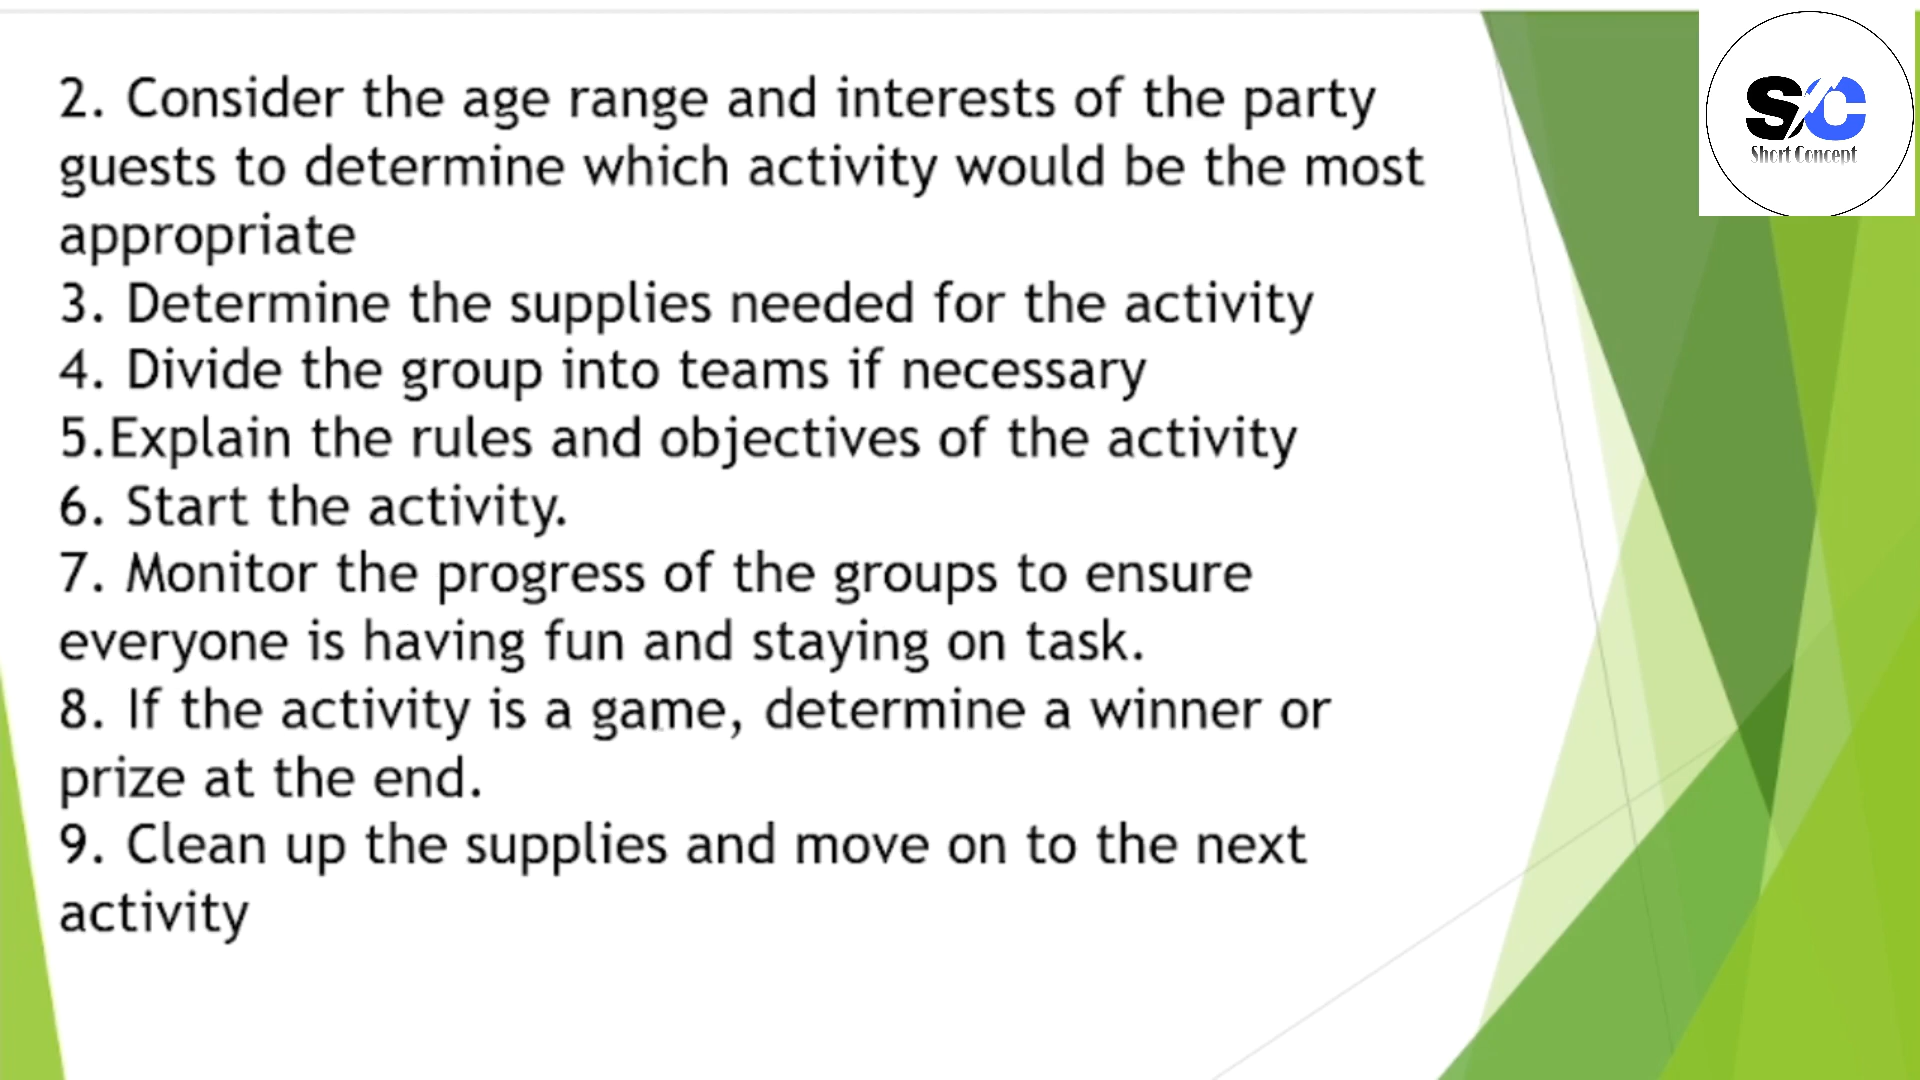 2. Consider the age range and interests of the party
guests to determine which activity would be the most
appropriate
3. Determine the supplies needed for the activity
4. Divide the group into teams if necessary
5.Explain the rules and objectives of the activity
6. Start the activity.
7. Monitor the progress of the groups to ensure
everyone is having fun and staying on task.
8. If the activity is a game, determine a winner or
prize at the end.
9. Clean up the supplies and move on to the next
activity
S/C
Short Concept